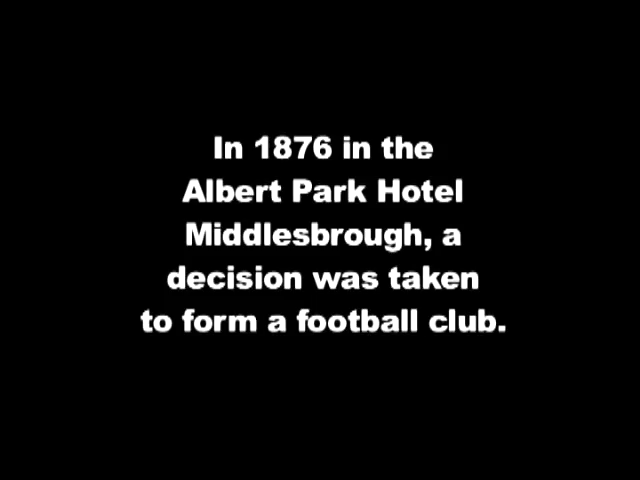 In 1876 in the
Albert Park Hotel
Middlesbrough, a
decision was taken
to form a football club.